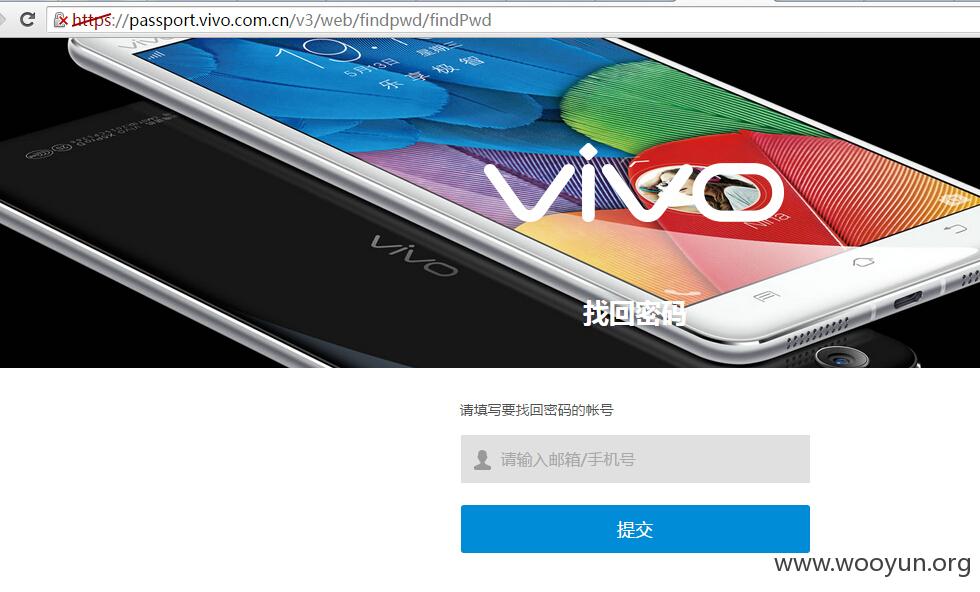 https://passport.vivo.com.cn/v3/web/findpwd/findPwd
vivo
5月13日 星期三
乐享极智
vivo
Nina
vivo
找回密码
请填写要找回密码的帐号
请输入邮箱/手机号
提交
www.wooyun.org